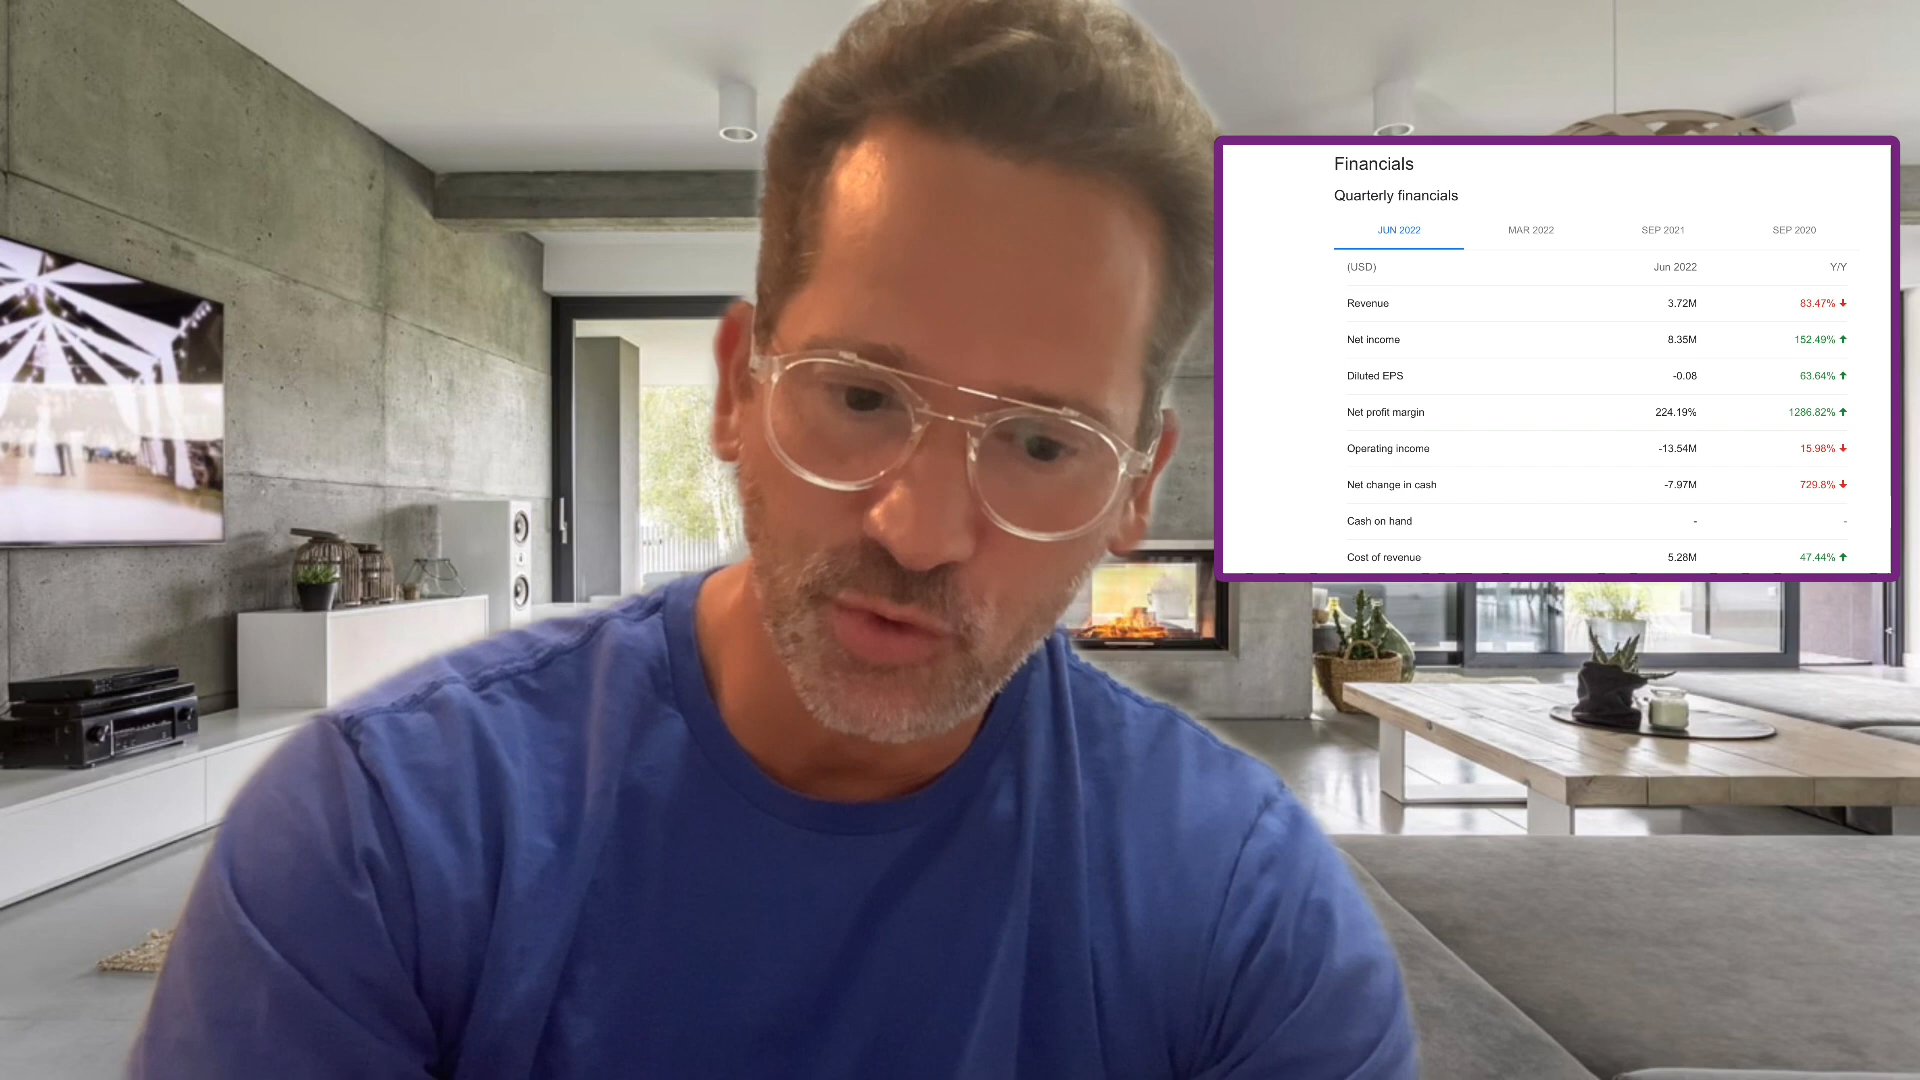 Financials
Quarterly financials
JUN 2022 MAR 2022 SEP 2021 SEP 2020
(USD) Jun 2022 Y/Y
Revenue 3.72M 83.47%
Net income 8.35M 152.49%
Diluted EPS -0.08 63.64%
Net profit margin 224.19% 1286.82%
Operating income -13.54M 15.98%
Net change in cash -7.97M 729.8%
Cash on hand - -
Cost of revenue 5.28M 47.44%